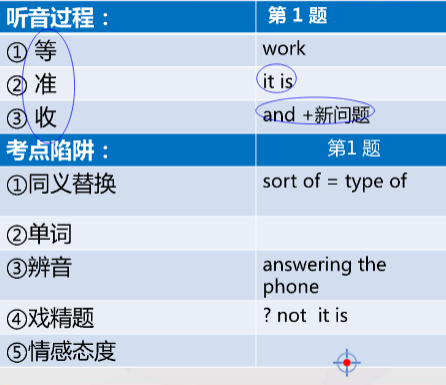 听音过程： 第 1 题
① 等 work
② 准 it is
③ 收 and +新问题
考点陷阱： 第1 题
①同义替换 sort of = type of
②单词
③辨音 answering the
phone
④戏精题 ? not it is
⑤情感态度